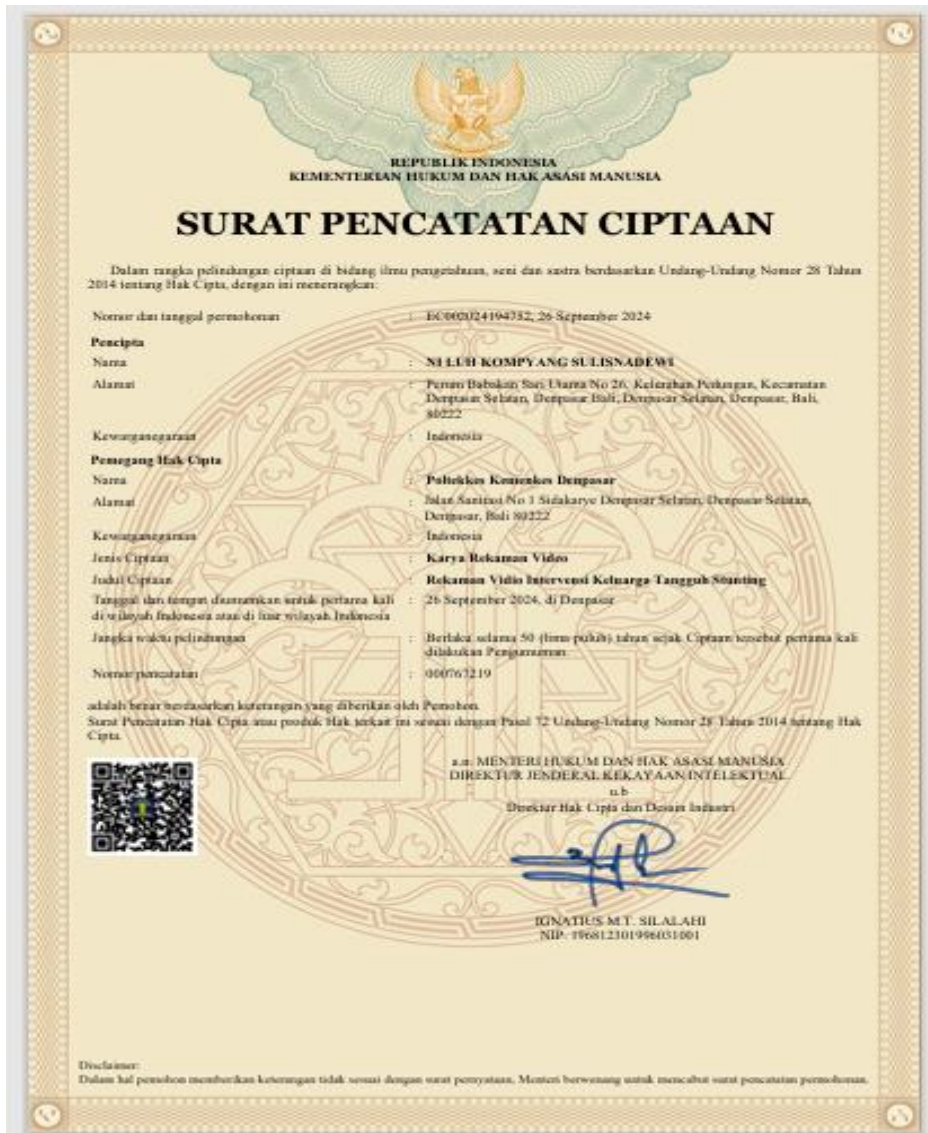 REPUBLIK INDONESIA
KEMENTERIAN HUKUM DAN HAK ASASI MANUSIA
SURAT PENCATATAN CIPTAAN
Dalam rangka pelindungan ciptaan di bidang ilmu pengetahuan, seni dan sastra berdasarkan Undang-Undang Nomor 28 Tahun
2014 tentang Hak Cipta, dengan ini menerangkan:
Nomor dan tanggal permohonan : EC002024194752, 26 September 2024
Pencipta
Nama : NI LUH KOMPYANG SULISNADEWI
Alamat : Perum Babakan Sari Utama No 26, Kelurahan Pedungan, Kecamatan
Denpasar Selatan, Denpasar Bali, Denpasar Selatan, Denpasar, Bali,
80222
Kewarganegaraan : Indonesia
Pemegang Hak Cipta
Nama : Poltekkes Kemenkes Denpasar
Alamat : Jalan Sanitasi No 1 Sidakarya Denpasar Selatan, Denpasar Selatan,
Denpasar, Bali 80222
Kewarganegaraan : Indonesia
Jenis Ciptaan : Karya Rekaman Video
Judul Ciptaan : Rekaman Vidio Intervensi Keluarga Tangguh Stunting
Tanggal dan tempat diumumkan untuk pertama kali : 26 September 2024, di Denpasar
di wilayah Indonesia atau di luar wilayah Indonesia
Jangka waktu pelindungan : Berlaku selama 50 (lima puluh) tahun sejak Ciptaan tersebut pertama kali
dilakukan Pengumuman.
Nomor pencatatan : 000767219
adalah benar berdasarkan keterangan yang diberikan oleh Pemohon.
Surat Pencatatan Hak Cipta atau produk Hak terkait ini sesuai dengan Pasal 72 Undang-Undang Nomor 28 Tahun 2014 tentang Hak
Cipta.
a.n. MENTERI HUKUM DAN HAK ASASI MANUSIA
DIREKTUR JENDERAL KEKAYAAN INTELEKTUAL
u.b
Direktur Hak Cipta dan Desain Industri
IGNATIUS M.T. SILALAHI
NIP. 196812301996031001
Disclaimer:
Dalam hal pemohon memberikan keterangan tidak sesuai dengan surat pernyataan, Menteri berwenang untuk mencabut surat pencatatan permohonan.